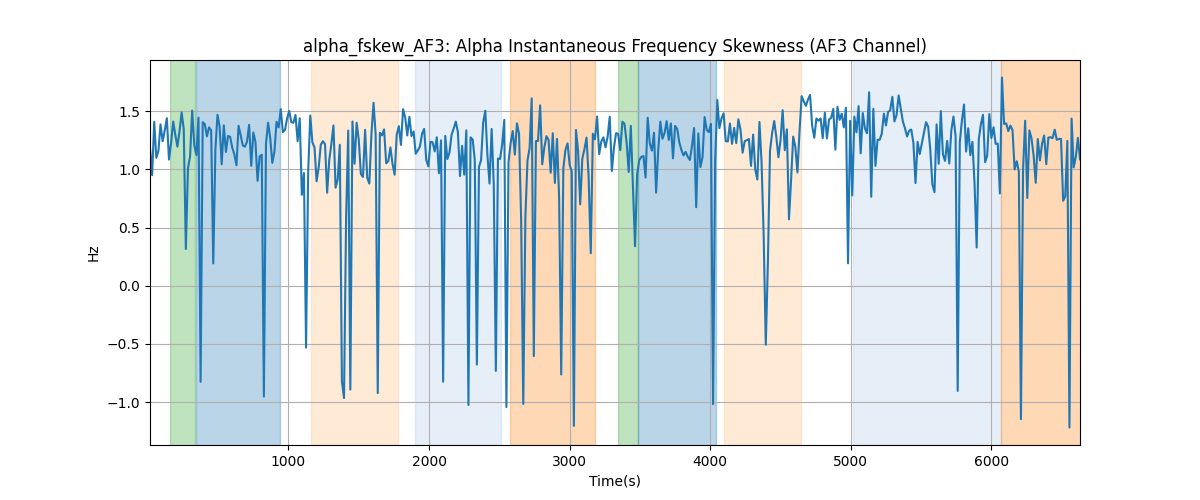 alpha_fskew_AF3: Alpha Instantaneous Frequency Skewness (AF3 Channel)
Hz
1.5
1.0
0.5
0.0
−0.5
−1.0
1000 2000 3000 4000 5000 6000
Time(s)